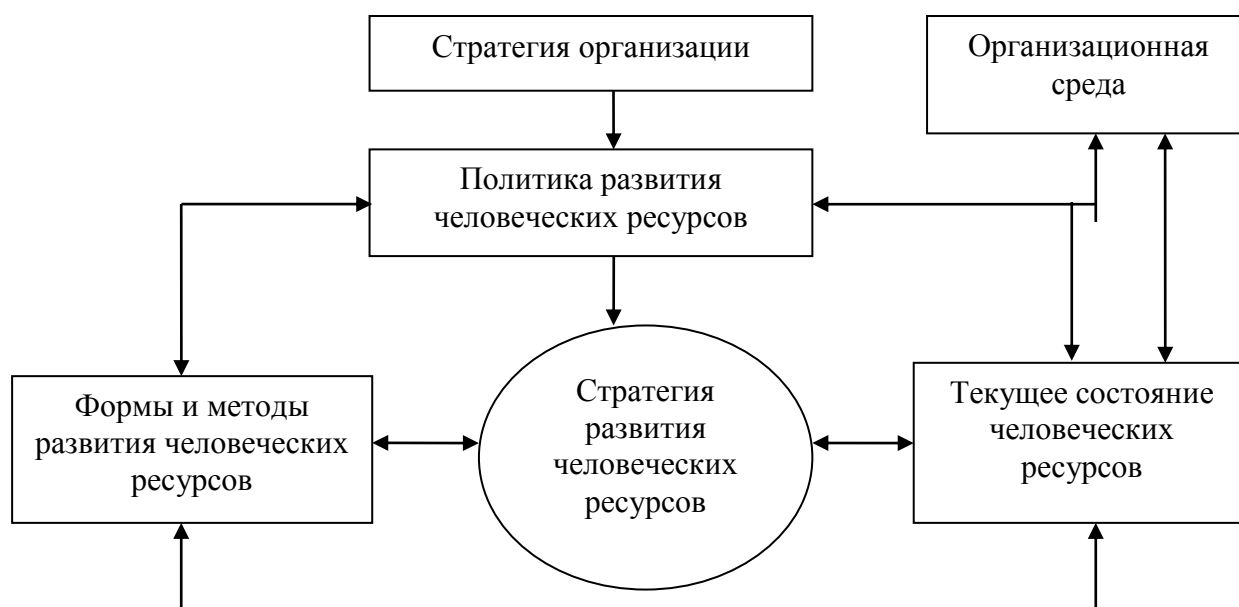 Стратегия организации
Организационная
среда
Политика развития
человеческих ресурсов
Формы и методы
развития человеческих
ресурсов
Стратегия
развития
человеческих
ресурсов
Текущее состояние
человеческих
ресурсов